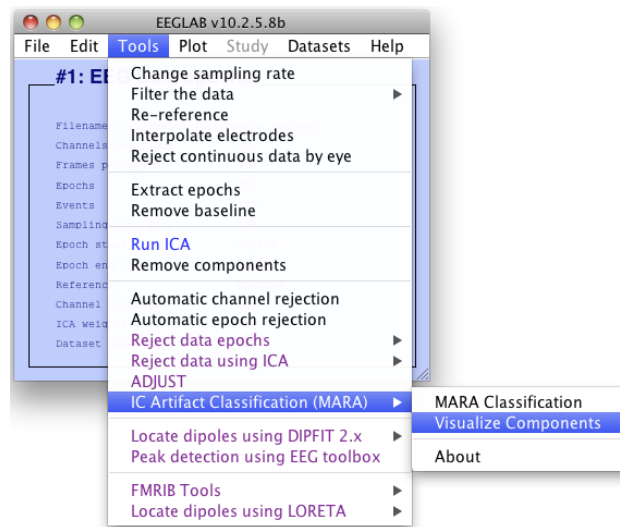 EEGLAB v10.2.5.8b
File Edit Tools Plot Study Datasets Help
#1: EE
Filename
Channels
Frames p
Epochs
Events
Sampling
Epoch st
Epoch en
Referenc
Channel
ICA weig
Dataset
Change sampling rate
Filter the data
Re-reference
Interpolate electrodes
Reject continuous data by eye
Extract epochs
Remove baseline
Run ICA
Remove components
Automatic channel rejection
Automatic epoch rejection
Reject data epochs
Reject data using ICA
ADJUST
IC Artifact Classification (MARA)
MARA Classification
Visualize Components
About
Locate dipoles using DIPFIT 2.x
Peak detection using EEG toolbox
FMRIB Tools
Locate dipoles using LORETA